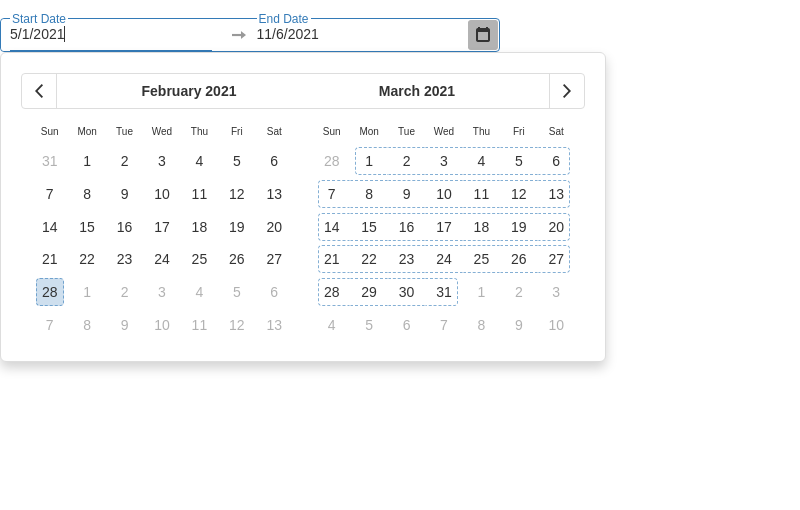 Start Date End Date
5/1/2021 11/6/2021
February 2021 March 2021
Sun Mon Tue Wed Thu Fri Sat Sun Mon Tue Wed Thu Fri Sat
31 1 2 3 4 5 6 28 1 2 3 4 5 6
7 8 9 10 11 12 13 7 8 9 10 11 12 13
14 15 16 17 18 19 20 14 15 16 17 18 19 20
21 22 23 24 25 26 27 21 22 23 24 25 26 27
28 1 2 3 4 5 6 28 29 30 31 1 2 3
7 8 9 10 11 12 13 4 5 6 7 8 9 10